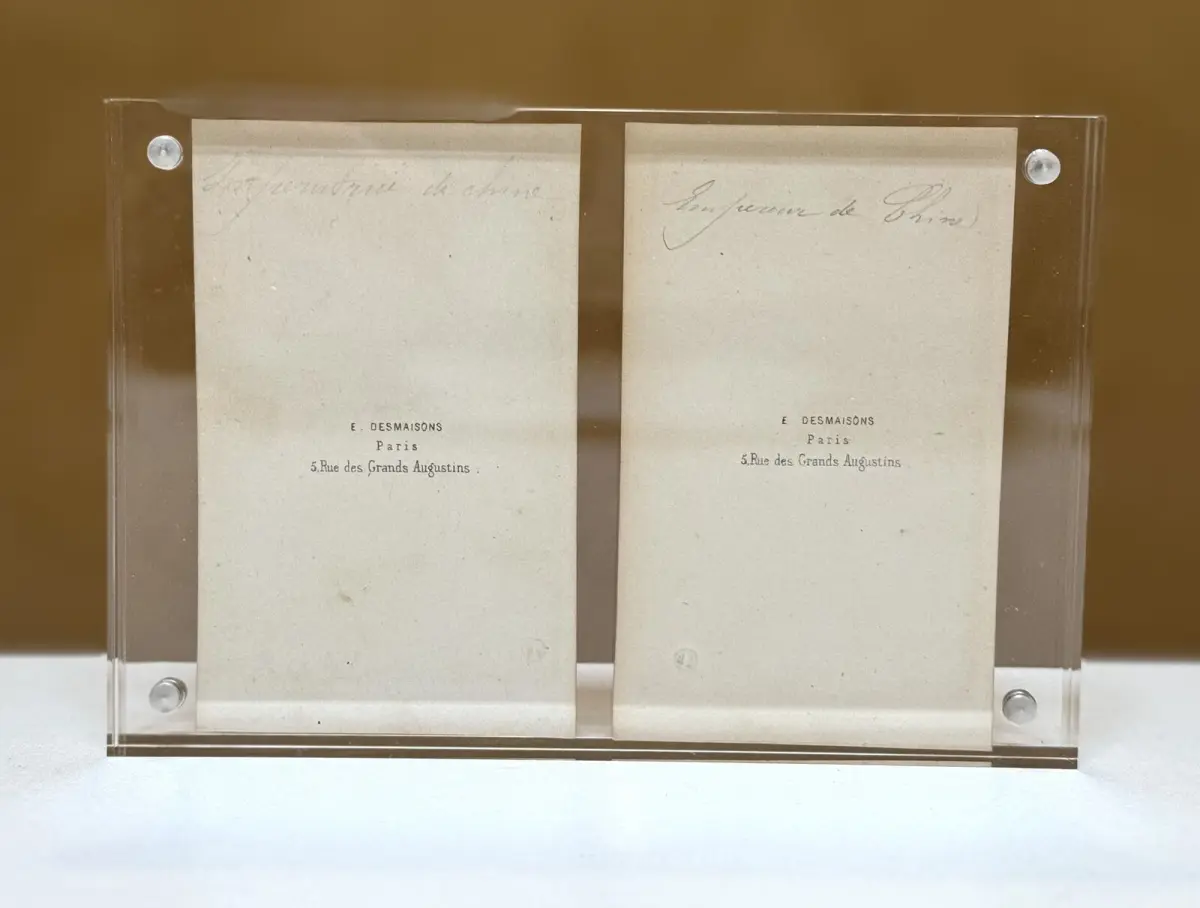 de chine
E. DESMAISONS
Paris
5, Rue des Grands Augustins.
Empereur de Chine
E DESMAISONS
Paris
5, Rue des Grands Augustins